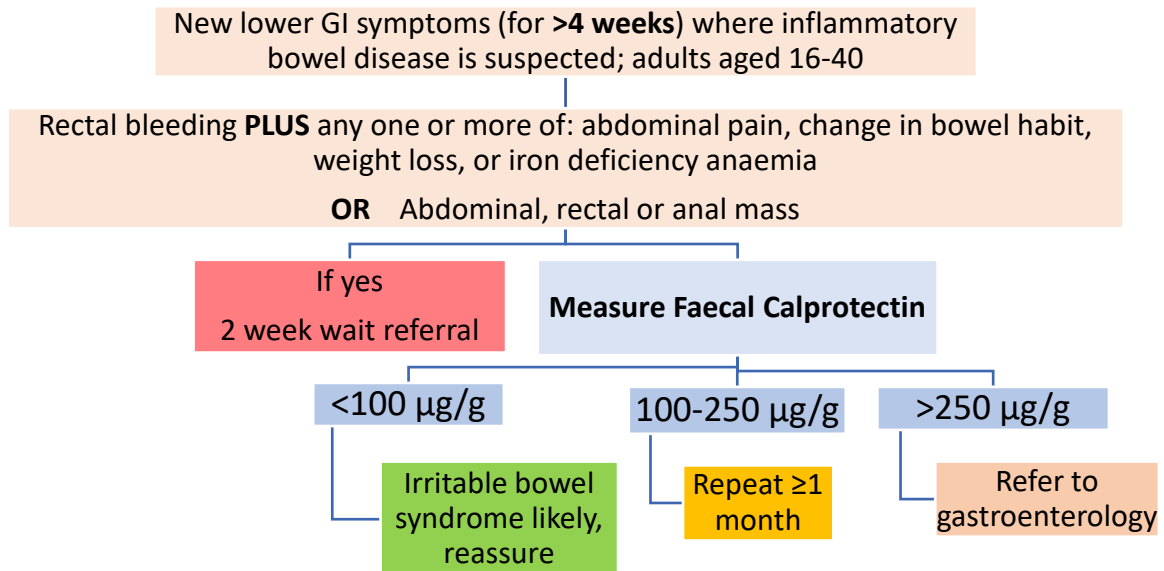 New lower GI symptoms (for >4 weeks) where inflammatory
bowel disease is suspected; adults aged 16-40
Rectal bleeding PLUS any one or more of: abdominal pain, change in bowel habit,
weight loss, or iron deficiency anaemia
OR Abdominal, rectal or anal mass
If yes
2 week wait referral
Measure Faecal Calprotectin
<100 µg/g
100-250 µg/g
>250 µg/g
Irritable bowel
syndrome likely,
reassure
Repeat ≥1
month
Refer to
gastroenterology